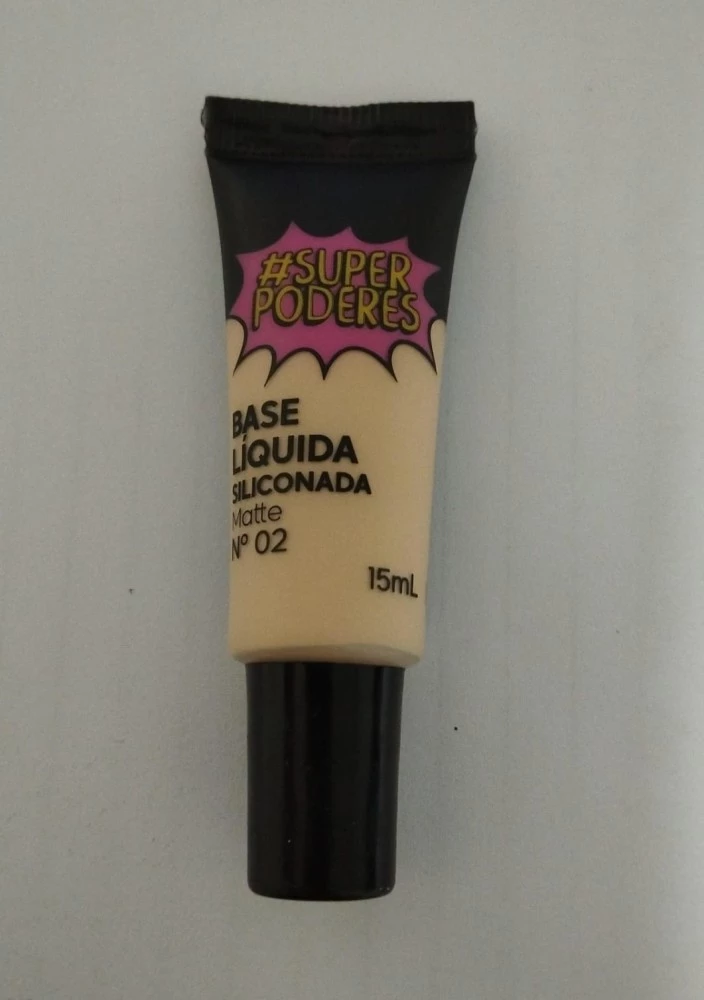 #SUPER
PODERES
BASE
LÍQUIDA
SILICONADA
Matte
Nº 02
15mL